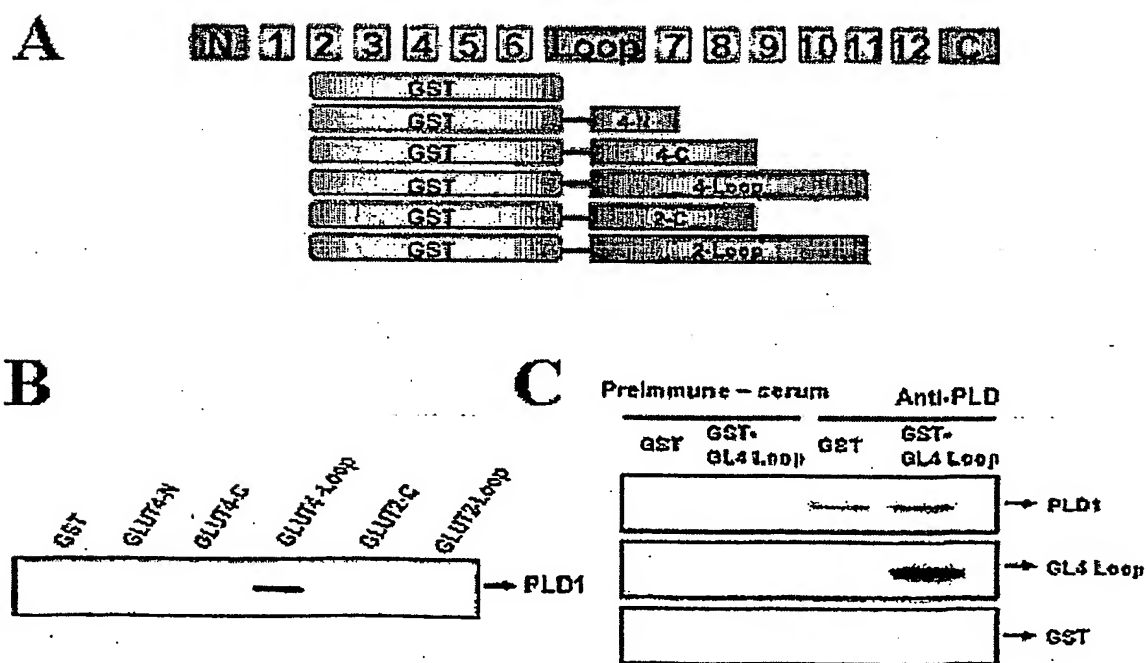 A
N 1 2 3 4 5 6 Loop 7 8 9 10 11 12 C
GST
GST 4-N
GST 4-C
GST 4-Loop
GST 2-C
GST 2-Loop
B
GST GLUT4-N GLUT4-C GLUT4-Loop GLUT2-C GLUT2-Loop
PLD1
C
Preimmune – serum Anti-PLD
GST GST-GL4 Loop GST GST-GL4 Loop
PLD1
GL4 Loop
GST